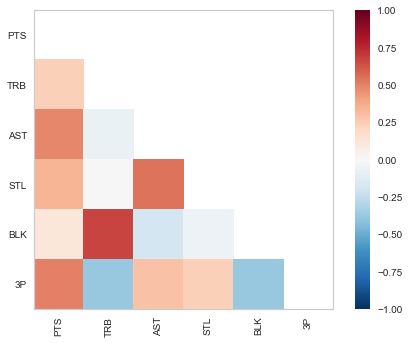 PTS
TRB
AST
STL
BLK
3P
PTS
TRB
AST
STL
BLK
3P
1.00
0.75
0.50
0.25
0.00
−0.25
−0.50
−0.75
−1.00